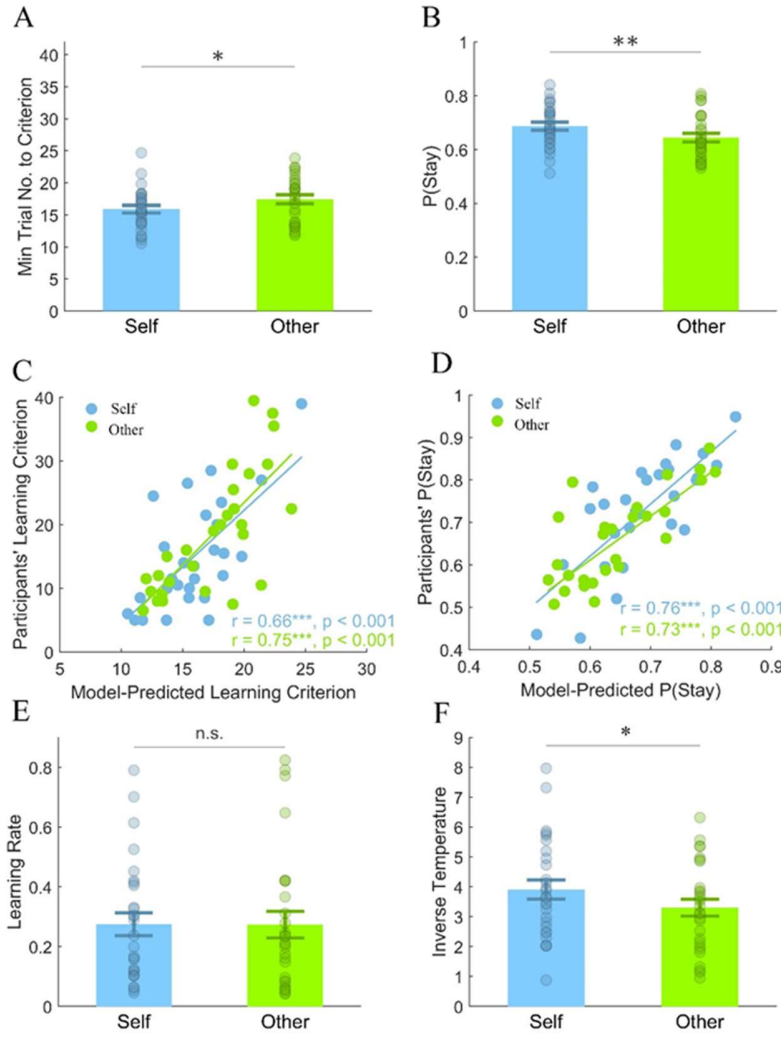 A
*
Min Trial No. to Criterion
40
35
30
25
20
15
10
5
0
Self
Other
B
**
P(Stay)
1
0.8
0.6
0.4
0.2
0
Self
Other
C
Self
Other
Participants' Learning Criterion
40
30
20
10
0
r = 0.66***, p < 0.001
r = 0.75***, p < 0.001
5
10
15
20
25
30
Model-Predicted Learning Criterion
D
Self
Other
Participants' P(Stay)
1
0.9
0.8
0.7
0.6
0.5
0.4
r = 0.76***, p < 0.001
r = 0.73***, p < 0.001
0.4
0.5
0.6
0.7
0.8
0.9
Model-Predicted P(Stay)
E
n.s.
Learning Rate
0.8
0.6
0.4
0.2
0
Self
Other
F
*
Inverse Temperature
9
8
7
6
5
4
3
2
1
0
Self
Other